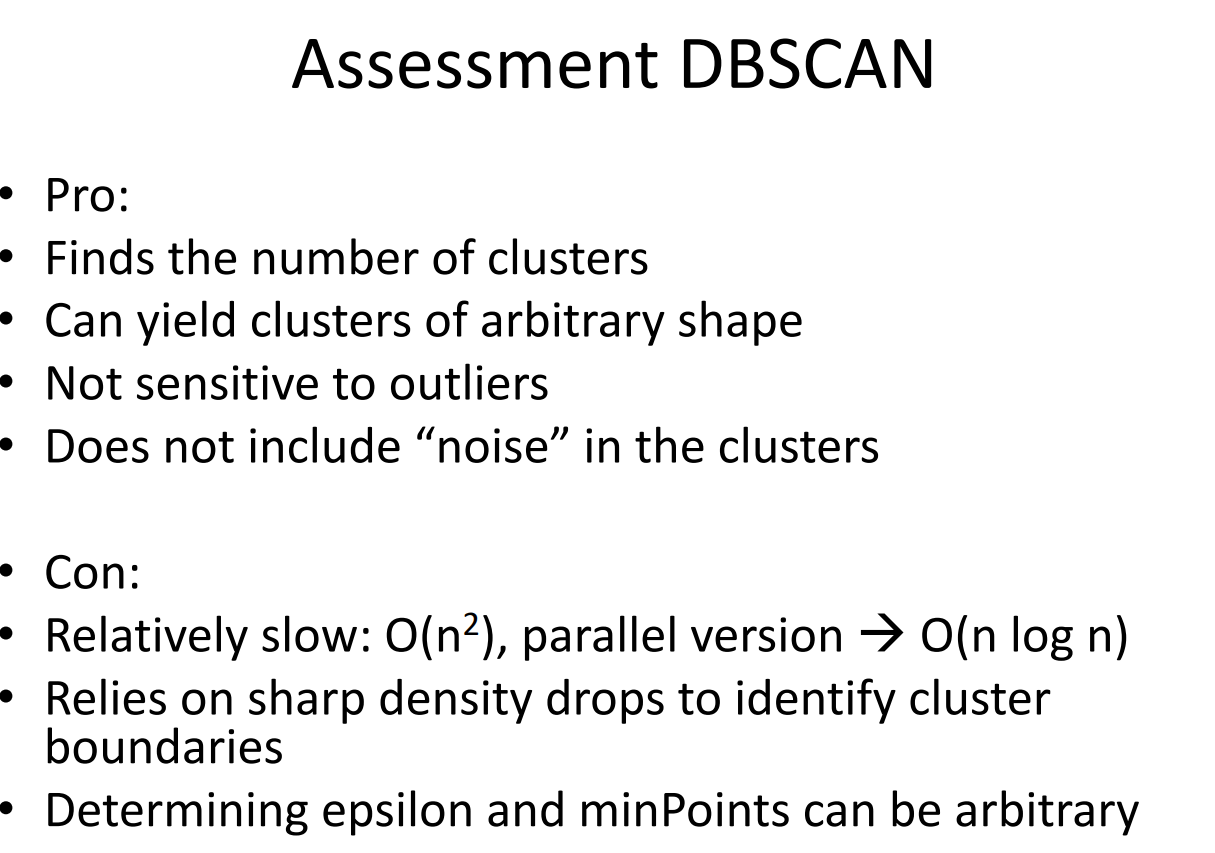 Assessment DBSCAN
• Pro:
• Finds the number of clusters
• Can yield clusters of arbitrary shape
• Not sensitive to outliers
• Does not include “noise” in the clusters
• Con:
• Relatively slow: O(n²), parallel version → O(n log n)
• Relies on sharp density drops to identify cluster
boundaries
• Determining epsilon and minPoints can be arbitrary